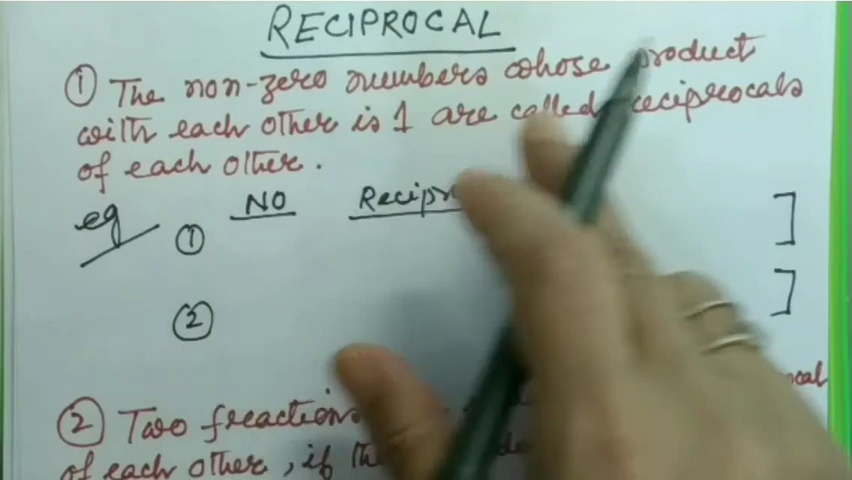 RECIPROCAL
① The non-zero numbers whose product
with each other is 1 are called reciprocals
of each other.
eg NO
① ]
② ]
② Two fractions
of each other, if